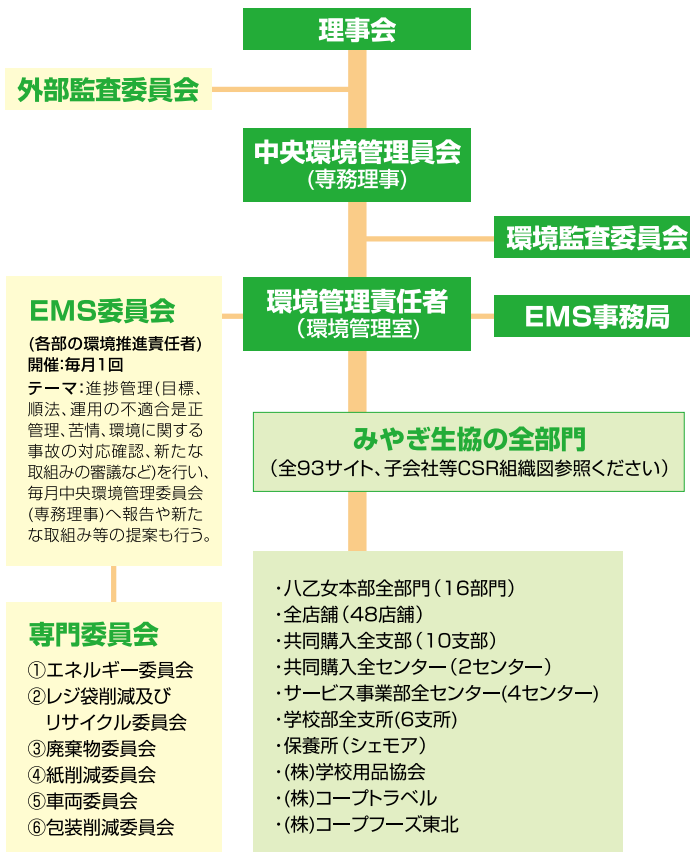 理事会
外部監査委員会
中央環境管理員会
(専務理事)
環境監査委員会
環境管理責任者
（環境管理室）
EMS事務局
EMS委員会
(各部の環境推進責任者)
開催:毎月1回
テーマ:進捗管理(目標、
順法、運用の不適合是正
管理、苦情、環境に関する
事故の対応確認、新たな
取組みの審議など)を行い、
毎月中央環境管理委員会
(専務理事)へ報告や新た
な取組み等の提案も行う。
みやぎ生協の全部門
（全93サイト、子会社等CSR組織図参照ください）
専門委員会
①エネルギー委員会
②レジ袋削減及び
リサイクル委員会
③廃棄物委員会
④紙削減委員会
⑤車両委員会
⑥包装削減委員会
・八乙女本部全部門（16部門）
・全店舗（48店舗）
・共同購入全支部（10支部）
・共同購入全センター（2センター）
・サービス事業部全センター(4センター)
・学校部全支所(6支所)
・保養所（シェモア）
・(株)学校用品協会
・(株)コープトラベル
・(株)コープフーズ東北